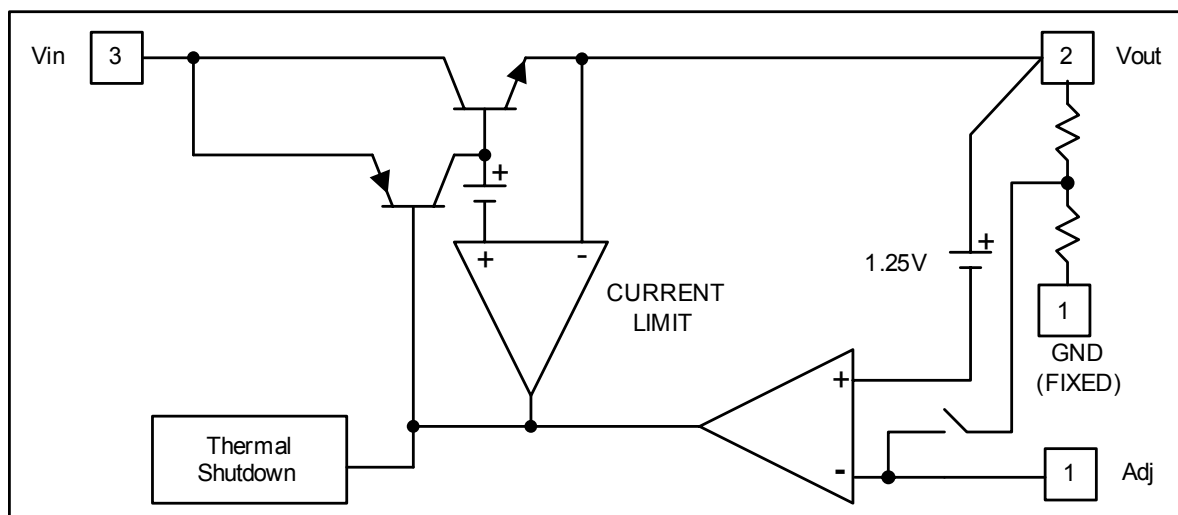 Vin
3
2
Vout
+
+
-
CURRENT
LIMIT
1.25V
+
1
GND
(FIXED)
+
-
Thermal
Shutdown
1
Adj